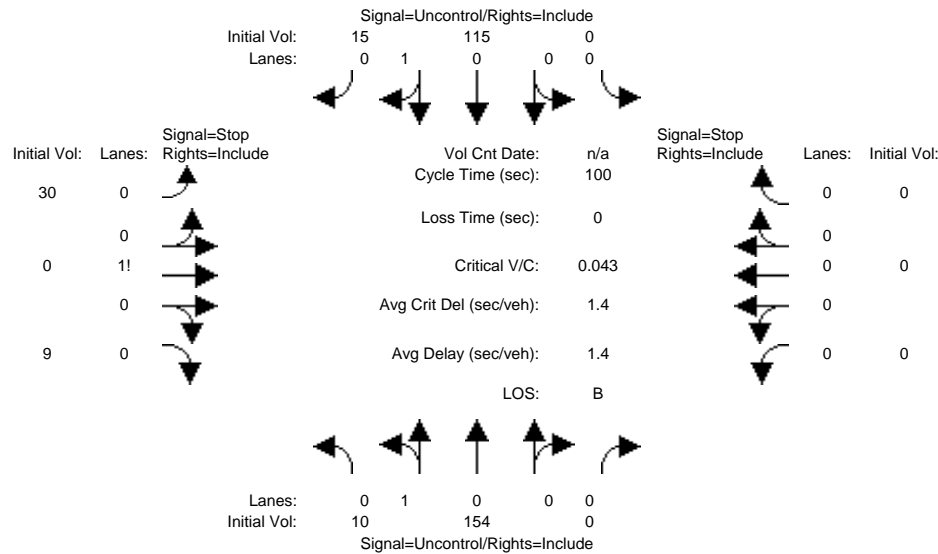 Signal=Uncontrol/Rights=Include
Initial Vol: 15 115 0
Lanes: 0 1 0 0 0
Signal=Stop
Initial Vol: Lanes: Rights=Include
Vol Cnt Date: n/a
Signal=Stop
Rights=Include Lanes: Initial Vol:
30 0
Cycle Time (sec): 100
0 0
0
Loss Time (sec): 0
0
0 1!
Critical V/C: 0.043
0 0
0
Avg Crit Del (sec/veh): 1.4
0
9 0
Avg Delay (sec/veh): 1.4
0 0
LOS: B
Lanes: 0 1 0 0 0
Initial Vol: 10 154 0
Signal=Uncontrol/Rights=Include